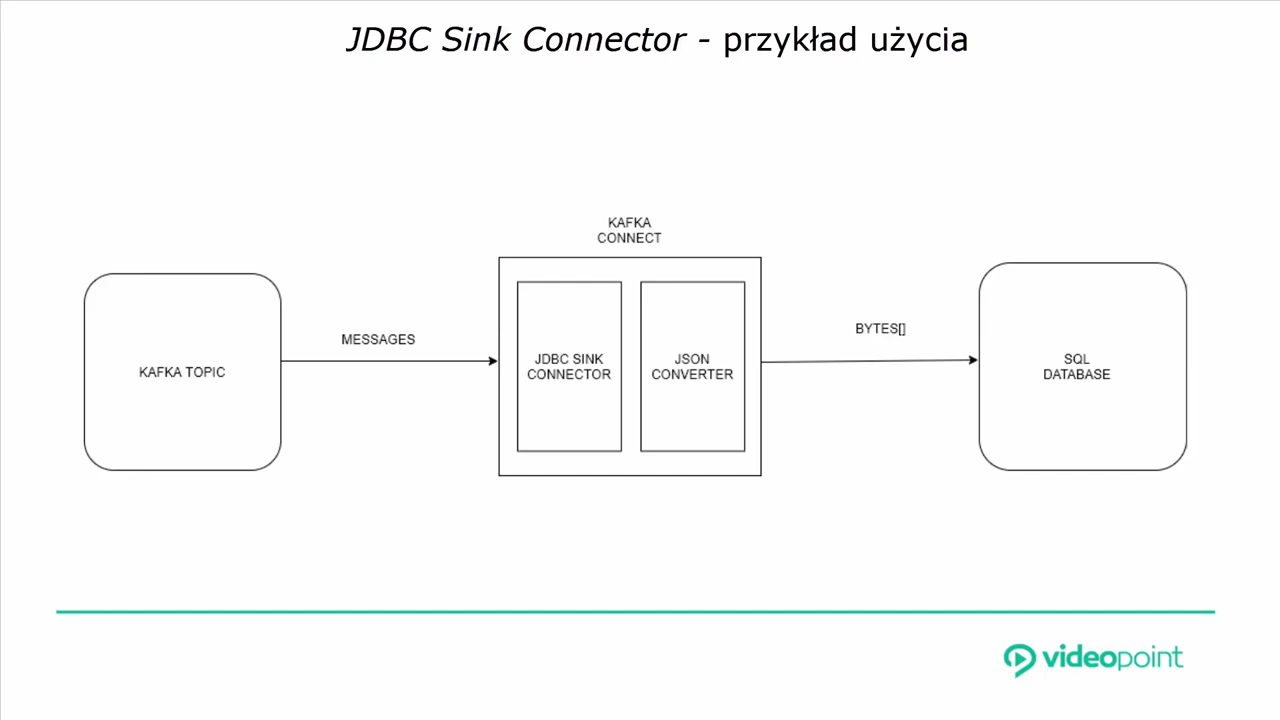 JDBC Sink Connector - przykład użycia
KAFKA
CONNECT
KAFKA TOPIC
MESSAGES
JDBC SINK
CONNECTOR
JSON
CONVERTER
BYTES[]
SQL
DATABASE
videopoint